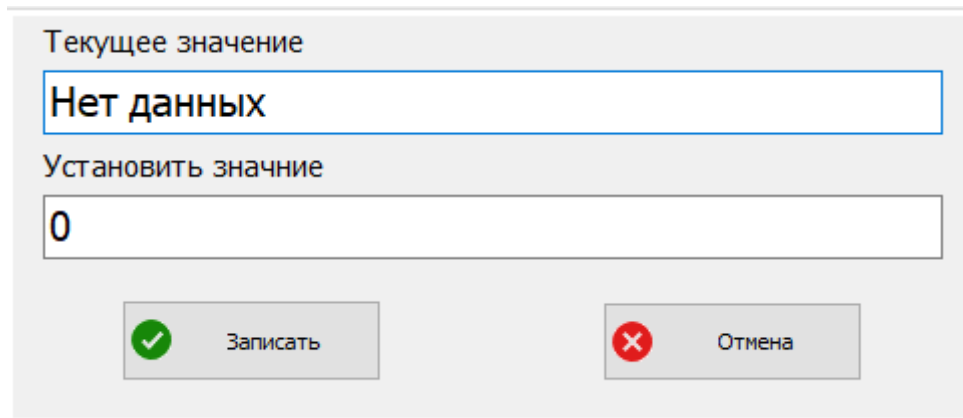 Текущее значение
Нет данных
Установить значние
0
Записать
Отмена